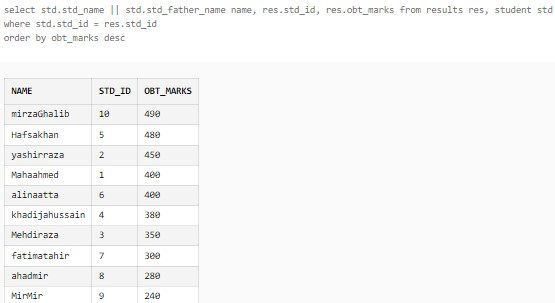 select std.std_name || std.std_father_name name, res.std_id, res.obt_marks from results res, student std
where std.std_id = res.std_id
order by obt_marks desc
NAME STD_ID OBT_MARKS
mirzaGhalib 10 490
Hafsakhan 5 480
yashirraza 2 450
Mahaahmed 1 400
alinaatta 6 400
khadijahussain 4 380
Mehdiraza 3 350
fatimatahir 7 300
ahadmir 8 280
MirMir 9 240